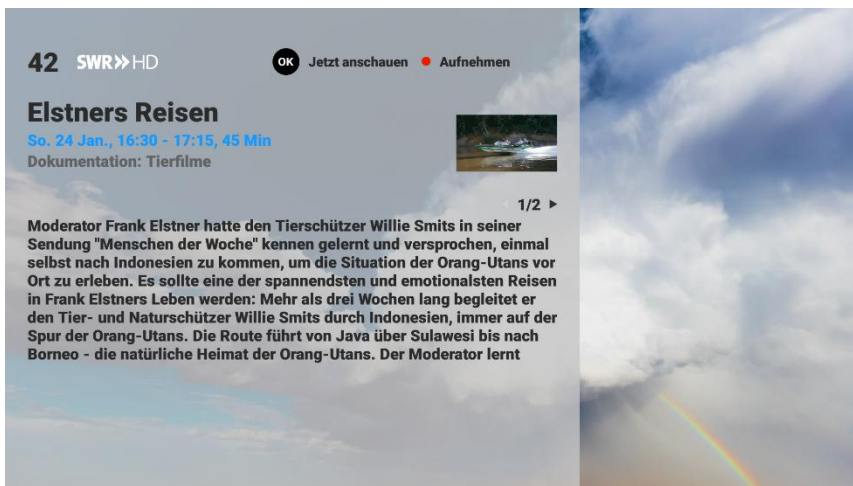 42 SWR» HD
OK Jetzt anschauen Aufnehmen
Elstners Reisen
So. 24 Jan., 16:30 - 17:15, 45 Min
Dokumentation: Tierfilme
1/2
Moderator Frank Elstner hatte den Tierschützer Willie Smits in seiner
Sendung "Menschen der Woche" kennen gelernt und versprochen, einmal
selbst nach Indonesien zu kommen, um die Situation der Orang-Utans vor
Ort zu erleben. Es sollte eine der spannendsten und emotionalsten Reisen
in Frank Elstners Leben werden: Mehr als drei Wochen lang begleitet er
den Tier- und Naturschützer Willie Smits durch Indonesien, immer auf der
Spur der Orang-Utans. Die Route führt von Java über Sulawesi bis nach
Borneo - die natürliche Heimat der Orang-Utans. Der Moderator lernt